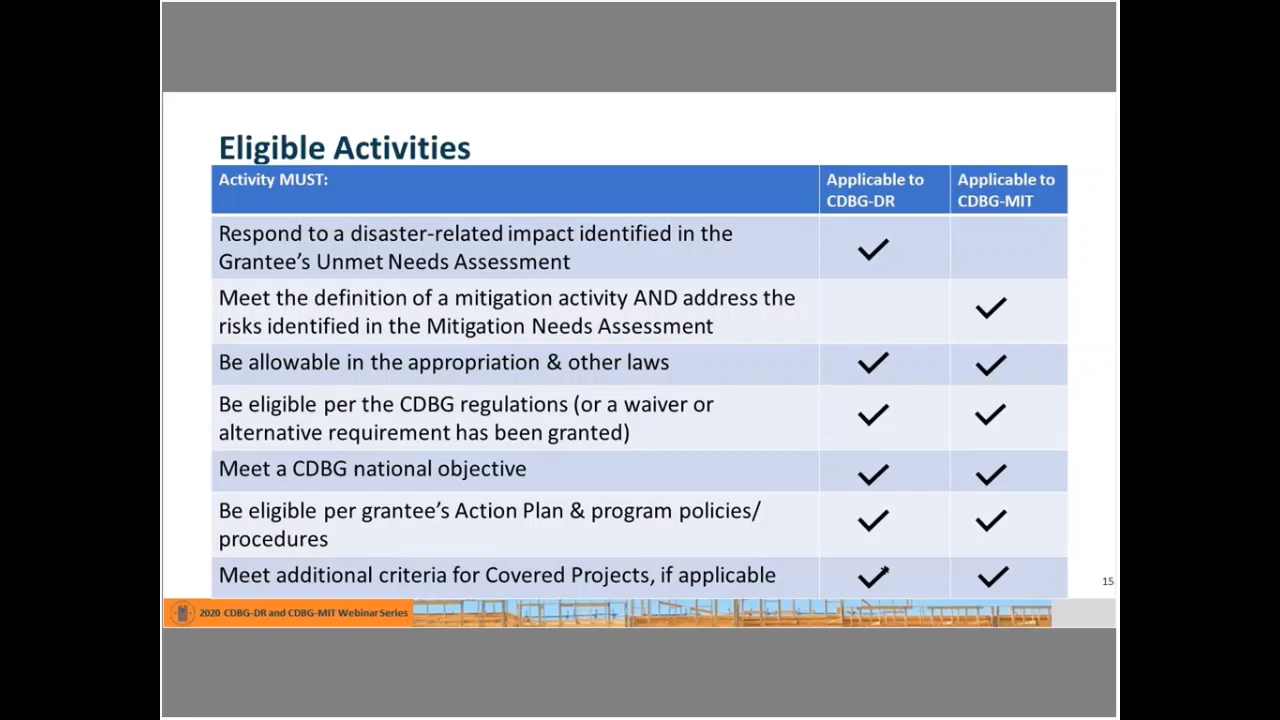 Eligible Activities
Activity MUST:
Applicable to
CDBG-DR
Applicable to
CDBG-MIT
Respond to a disaster-related impact identified in the
Grantee’s Unmet Needs Assessment
Meet the definition of a mitigation activity AND address the
risks identified in the Mitigation Needs Assessment
Be allowable in the appropriation & other laws
Be eligible per the CDBG regulations (or a waiver or
alternative requirement has been granted)
Meet a CDBG national objective
Be eligible per grantee’s Action Plan & program policies/
procedures
Meet additional criteria for Covered Projects, if applicable
15
2020 CDBG-DR and CDBG-MIT Webinar Series